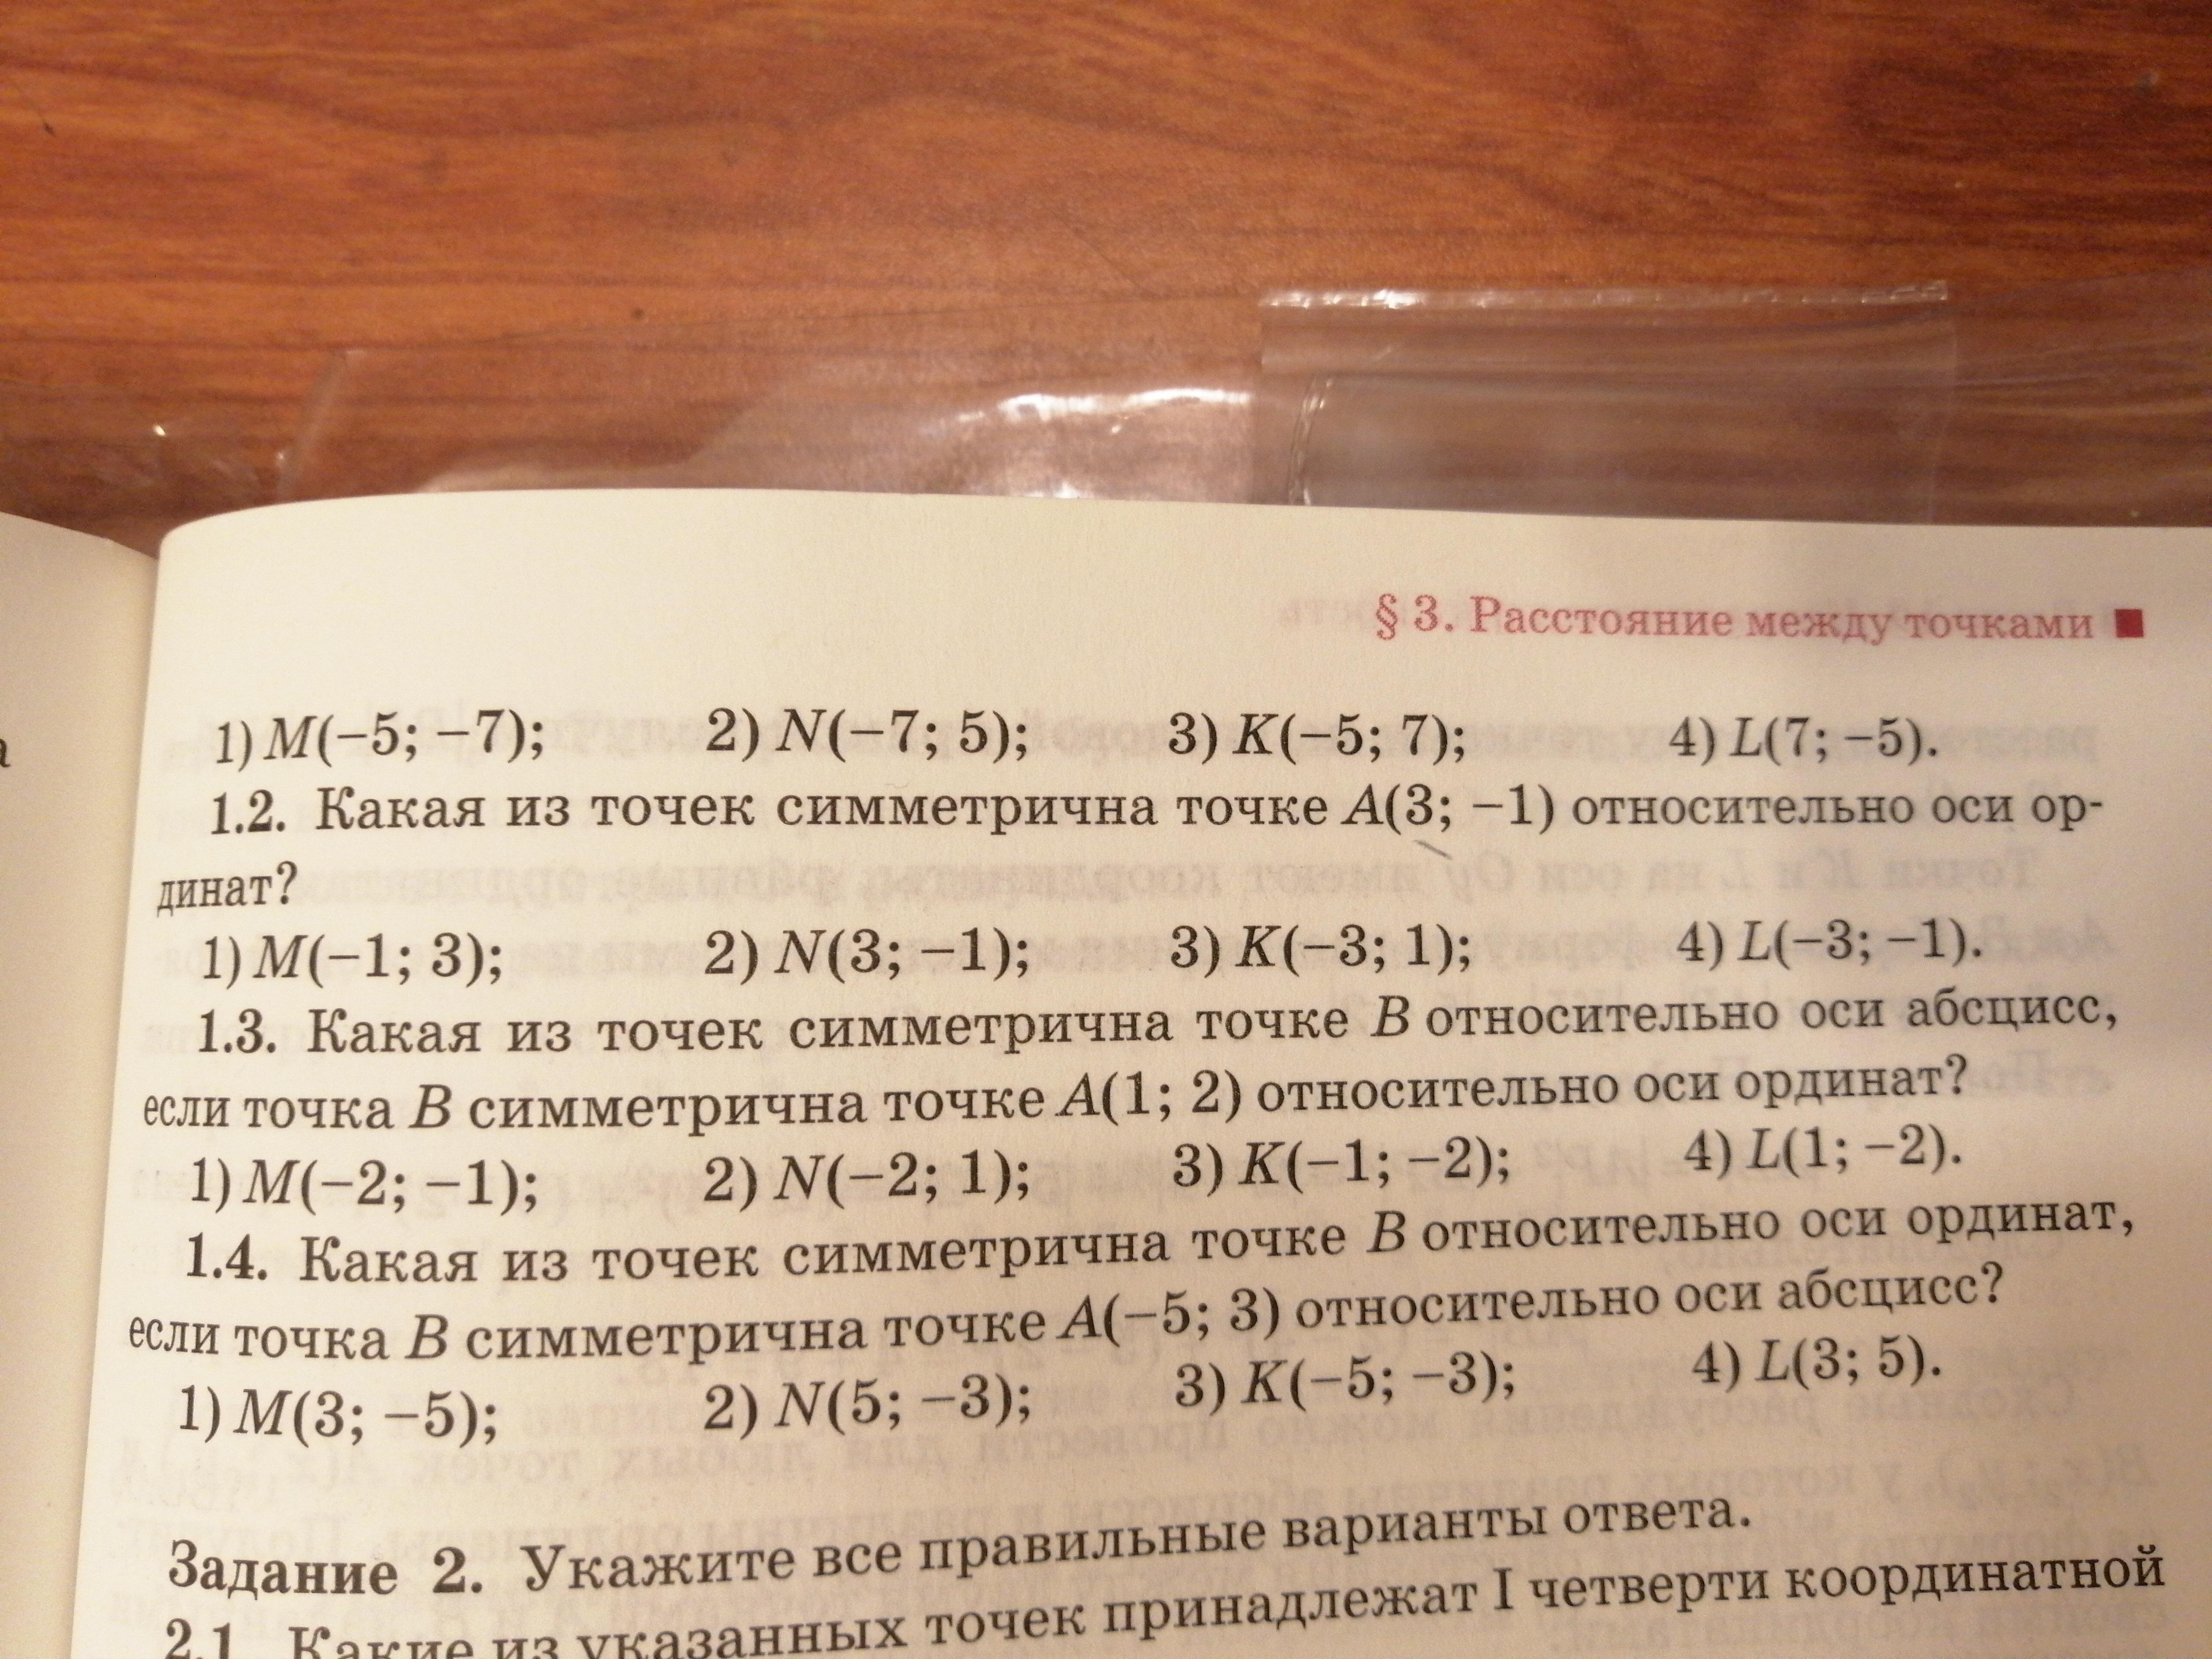 § 3. Расстояние между точками
1) M(−5; −7); 2) N(−7; 5); 3) K(−5; 7); 4) L(7; −5).
1.2. Какая из точек симметрична точке A(3; −1) относительно оси ор-
динат?
1) M(−1; 3); 2) N(3; −1); 3) K(−3; 1); 4) L(−3; −1).
1.3. Какая из точек симметрична точке B относительно оси абсцисс,
если точка B симметрична точке A(1; 2) относительно оси ординат?
1) M(−2; −1); 2) N(−2; 1); 3) K(−1; −2); 4) L(1; −2).
1.4. Какая из точек симметрична точке B относительно оси ординат,
если точка B симметрична точке A(−5; 3) относительно оси абсцисс?
1) M(3; −5); 2) N(5; −3); 3) K(−5; −3); 4) L(3; 5).
Задание 2. Укажите все правильные варианты ответа.
2.1. Какие из указанных точек принадлежат I четверти координатной